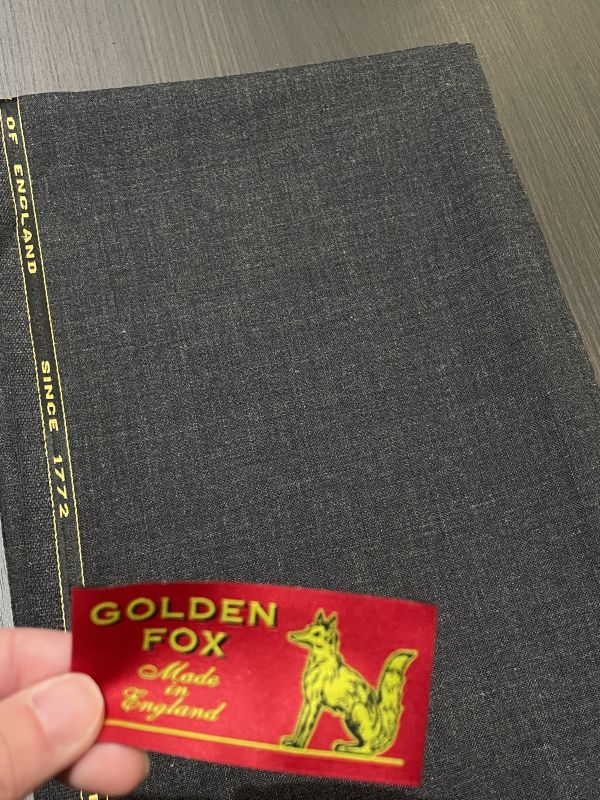 OF ENGLAND
SINCE 1772
GOLDEN
FOX
Made
in
England